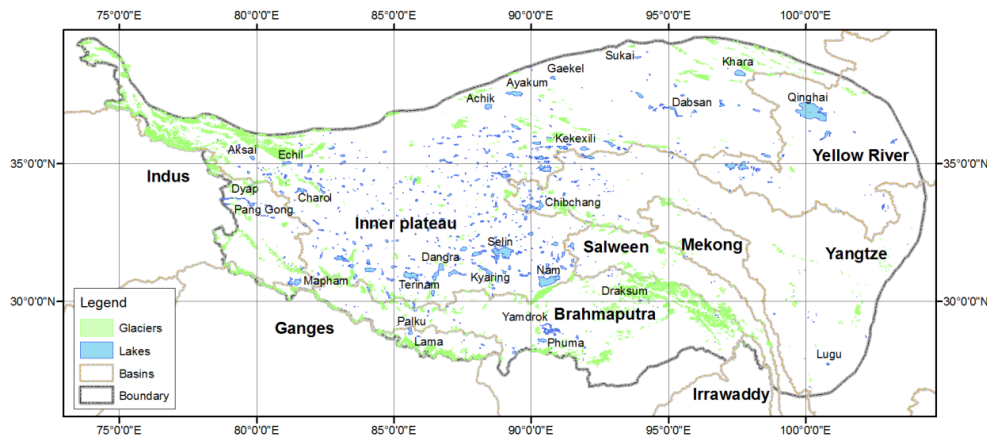 75°0'0"E 80°0'0"E 85°0'0"E 90°0'0"E 95°0'0"E 100°0'0"E
Sukai
Gaekel
Khara
Ayakum
Achik
Dabsan
Qinghai
Kekexili
Aksai
Echil
Yellow River
35°0'0"N
35°0'0"N
Indus
Dyap
Charol
Pang Gong
Chibchang
Inner plateau
Selin
Salween
Mekong
Yangtze
Dangra
Nam
Mapham
Terinam
Kyaring
Draksum
30°0'0"N
30°0'0"N
Legend
Glaciers
Lakes
Basins
Boundary
Ganges
Palku
Yamdrok
Brahmaputra
Lama
Phuma
Lugu
Irrawaddy
75°0'0"E 80°0'0"E 85°0'0"E 90°0'0"E 95°0'0"E 100°0'0"E